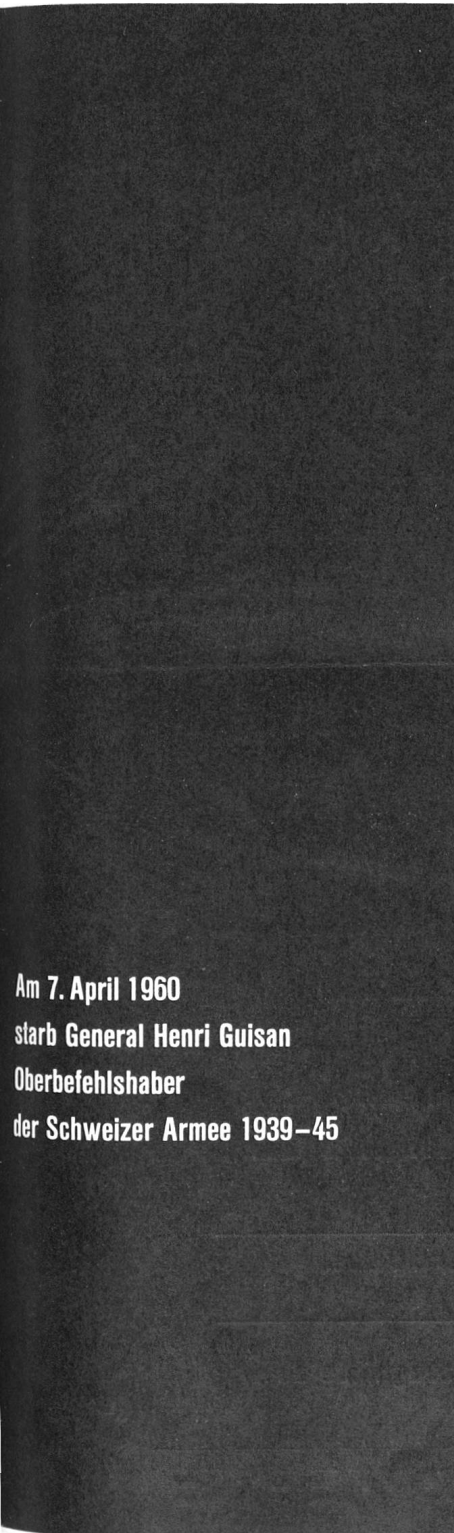 Am 7. April 1960
starb General Henri Guisan
Oberbefehlshaber
der Schweizer Armee 1939–45